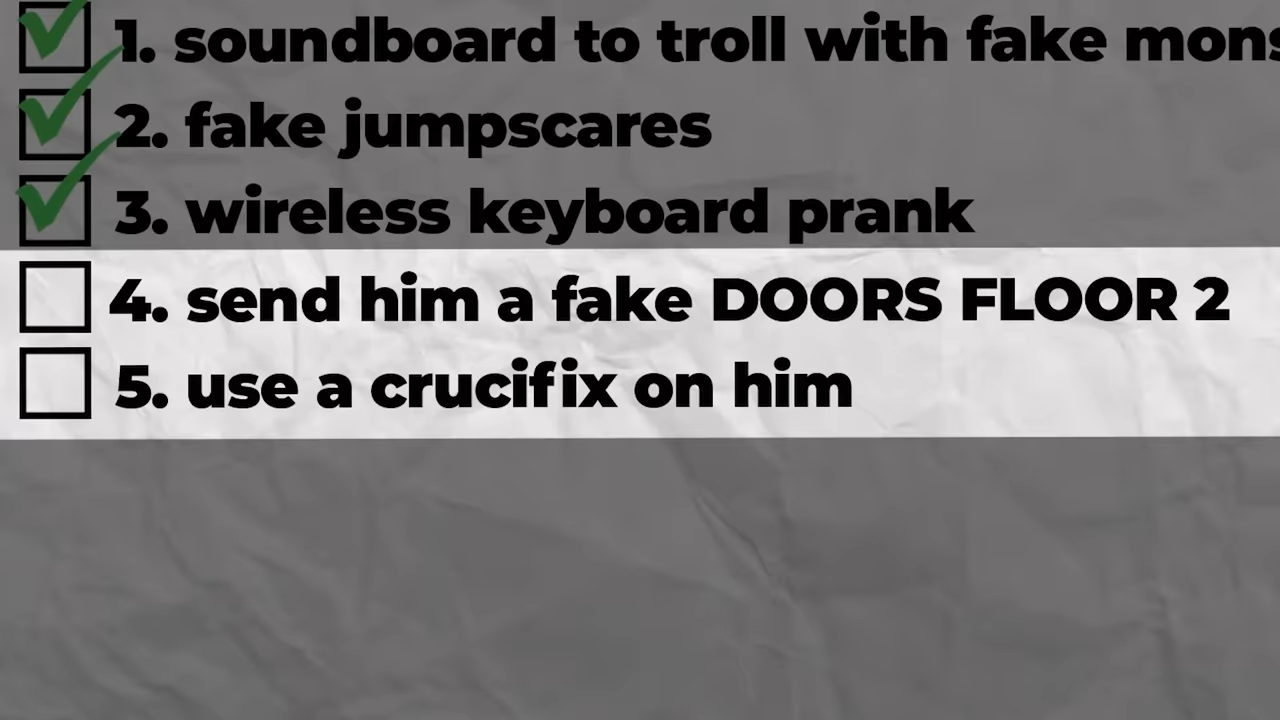 1. soundboard to troll with fake
2. fake jumpscares
3. wireless keyboard prank
4. send him a fake DOORS FLOOR 2
5. use a crucifix on him